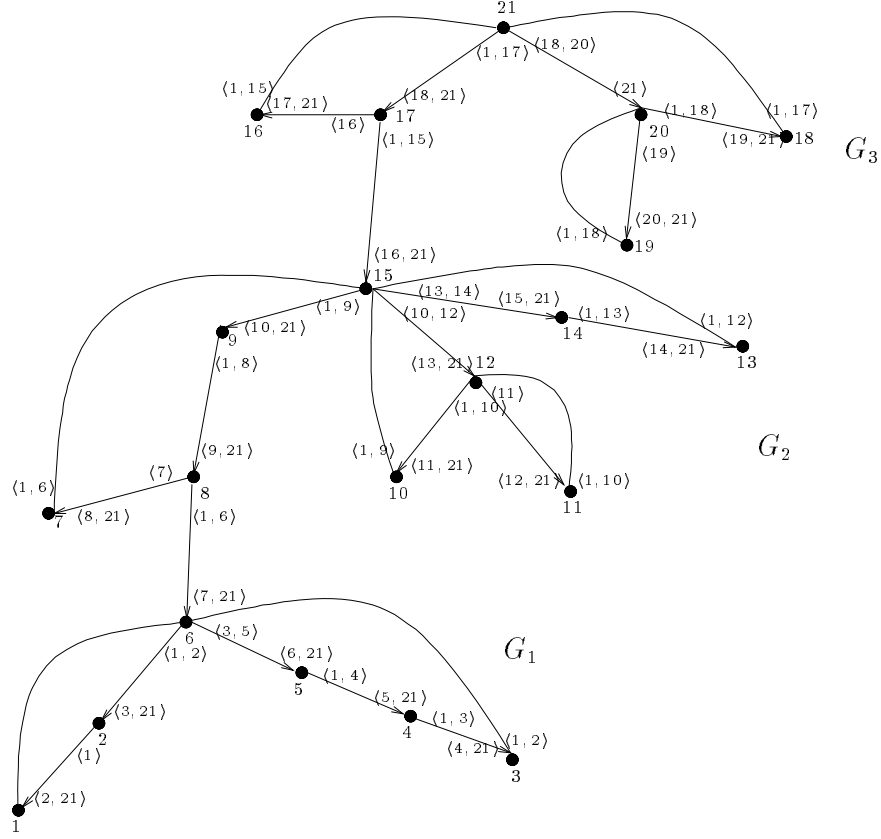 21
⟨1, 17⟩ ⟨18, 20⟩
⟨1, 15⟩ ⟨17, 21⟩ ⟨18, 21⟩ ⟨21⟩ ⟨1, 18⟩ ⟨1, 17⟩
16 ⟨16⟩ 17 20 ⟨19, 21⟩ 18
⟨1, 15⟩ ⟨19⟩ G3
⟨20, 21⟩
⟨1, 18⟩ 19
⟨16, 21⟩
15
⟨1, 9⟩ ⟨13, 14⟩ ⟨15, 21⟩
⟨10, 21⟩ ⟨10, 12⟩ ⟨1, 13⟩ ⟨1, 12⟩
9 14 ⟨14, 21⟩ 13
⟨1, 8⟩ ⟨13, 21⟩ 12
⟨11⟩
⟨1, 10⟩
⟨9, 21⟩ ⟨1, 9⟩ G2
⟨7⟩ ⟨11, 21⟩
⟨1, 6⟩ 8 10 ⟨12, 21⟩ ⟨1, 10⟩
7 ⟨8, 21⟩ ⟨1, 6⟩ 11
⟨7, 21⟩
6 ⟨3, 5⟩
⟨1, 2⟩ ⟨6, 21⟩ G1
5 ⟨1, 4⟩
⟨3, 21⟩ ⟨5, 21⟩
2 4 ⟨1, 3⟩
⟨1⟩ ⟨4, 21⟩ ⟨1, 2⟩
3
⟨2, 21⟩
1